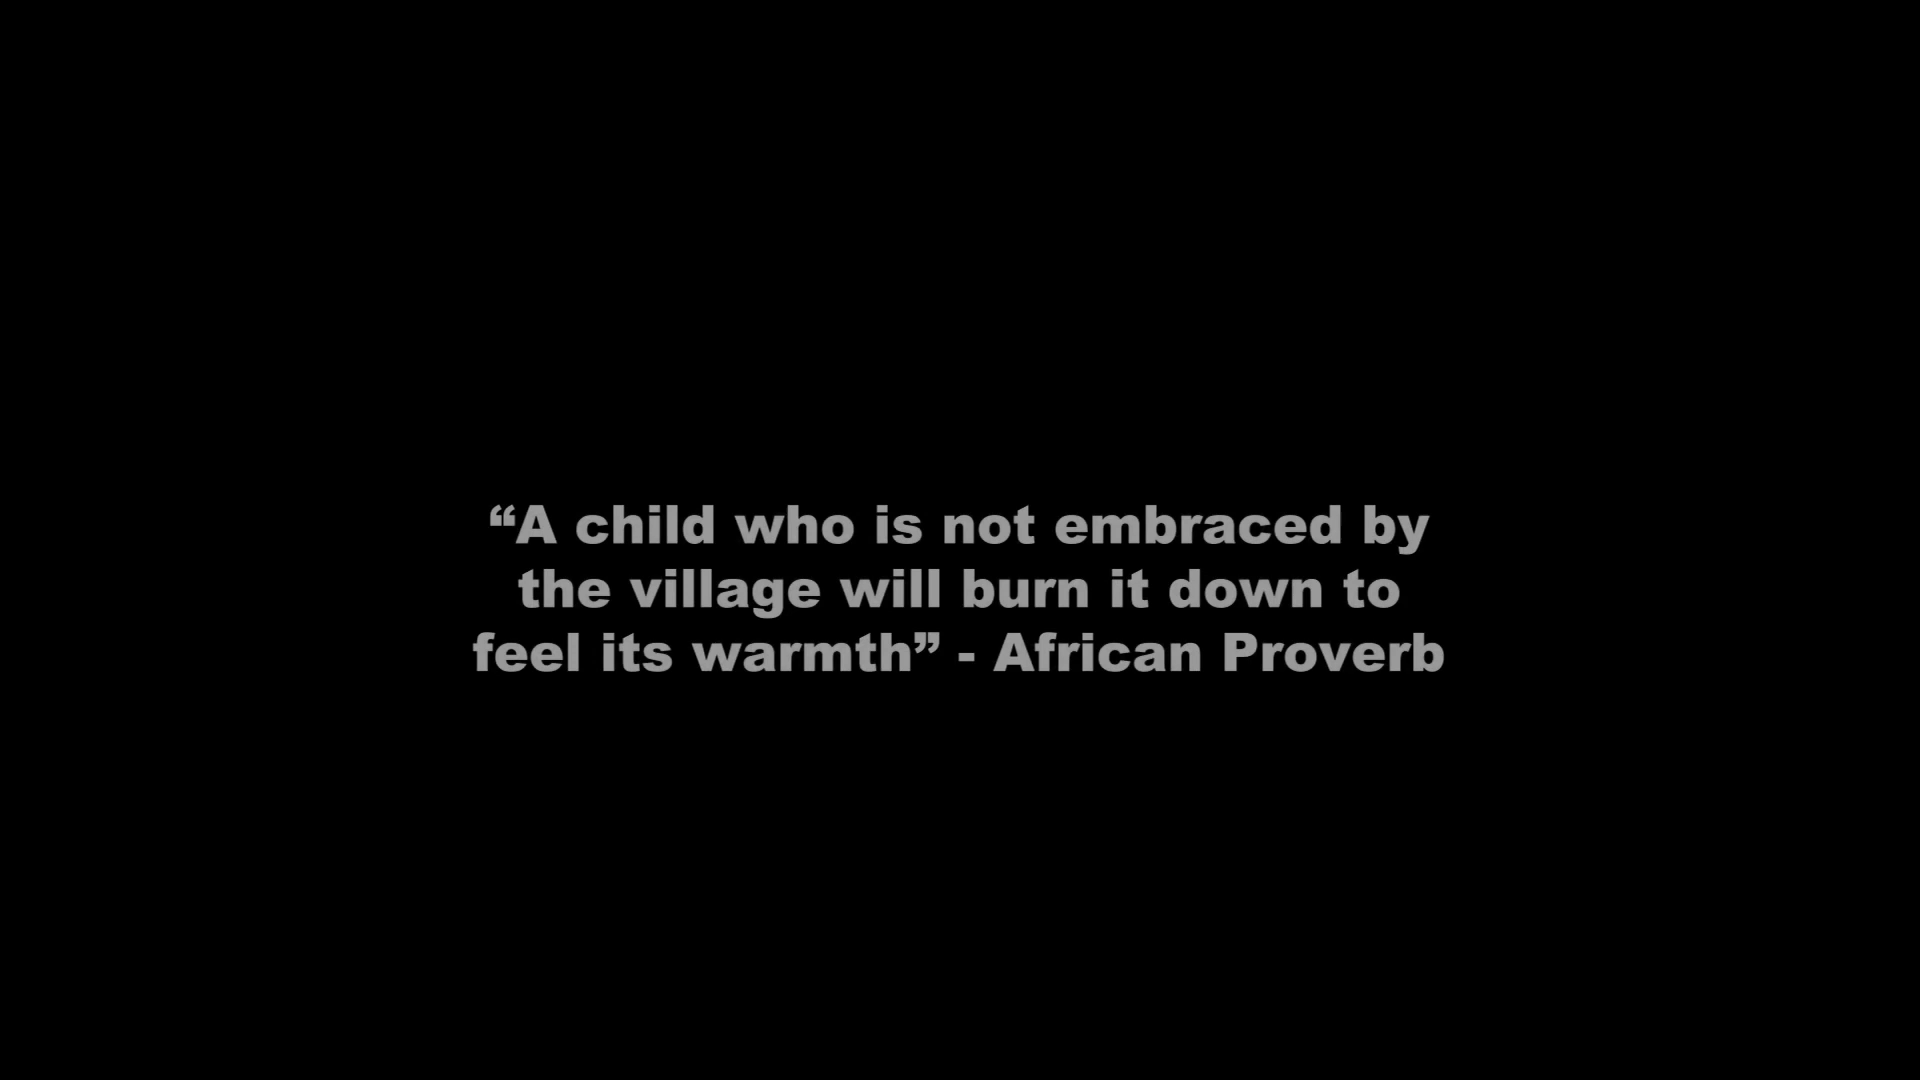 “A child who is not embraced by
the village will burn it down to
feel its warmth” - African Proverb